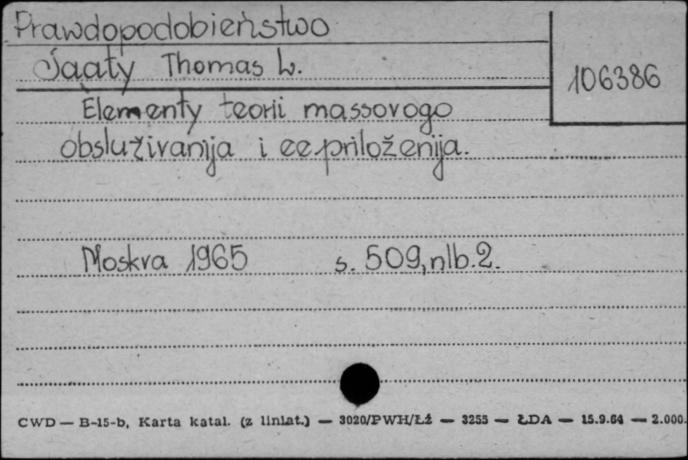 Prawdopodobieństwo
Saaty Thomas L.
106386
Elementy teorii massovogo
obsluživanija i ee priloženija.
Moskva 1965 s. 509, nlb. 2.
CWD — B-15-b, Karta katal. (z liniat.) — 3020/PWH/Łź — 3255 — ŁDA — 15.9.64 — 2.000.